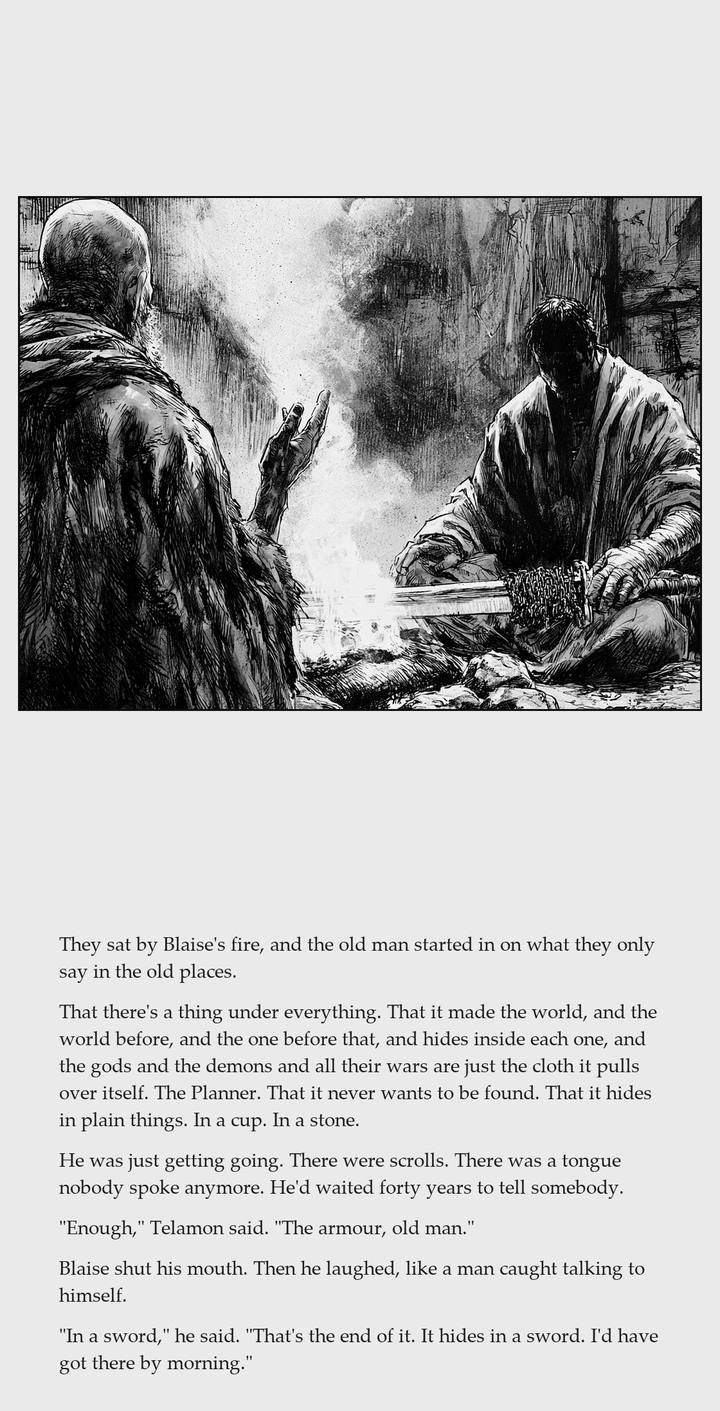 They sat by Blaise's fire, and the old man started in on what they only
say in the old places.
That there's a thing under everything. That it made the world, and the
world before, and the one before that, and hides inside each one, and
the gods and the demons and all their wars are just the cloth it pulls
over itself. The Planner. That it never wants to be found. That it hides
in plain things. In a cup. In a stone.
He was just getting going. There were scrolls. There was a tongue
nobody spoke anymore. He'd waited forty years to tell somebody.
"Enough," Telamon said. "The armour, old man."
Blaise shut his mouth. Then he laughed, like a man caught talking to
himself.
"In a sword," he said. "That's the end of it. It hides in a sword. I'd have
got there by morning."